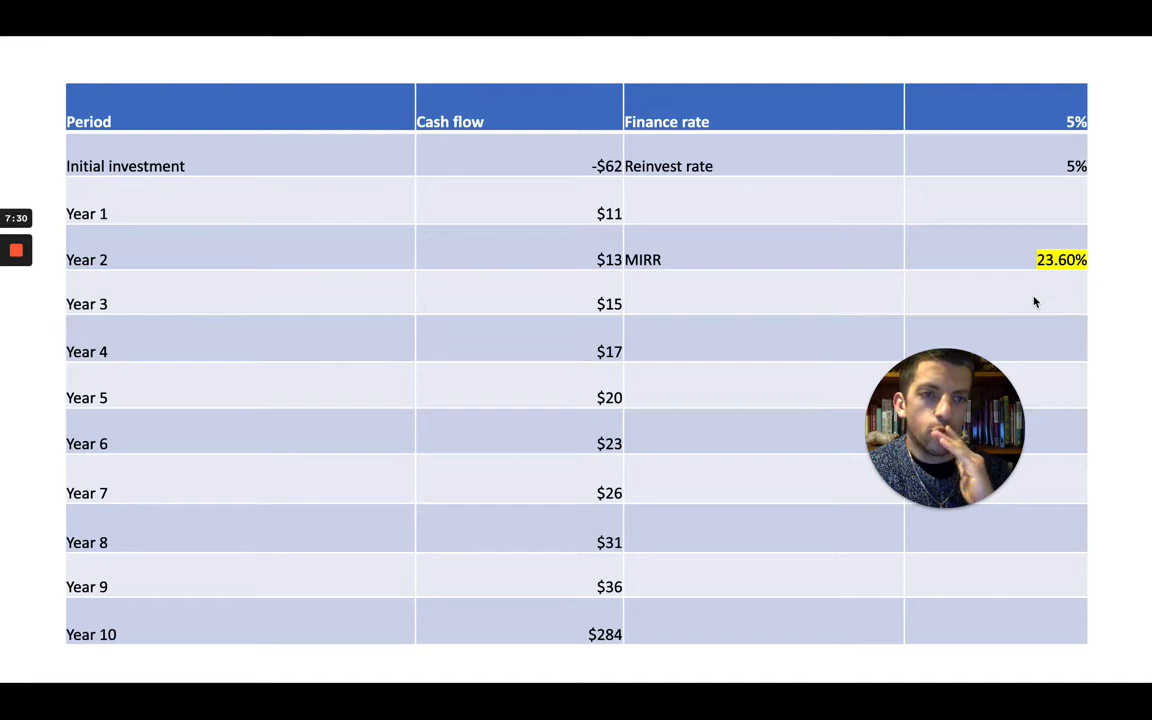 Period Cash flow Finance rate 5%
Initial investment -$62 Reinvest rate 5%
Year 1 $11
7:30
Year 2 $13 MIRR 23.60%
Year 3 $15
Year 4 $17
Year 5 $20
Year 6 $23
Year 7 $26
Year 8 $31
Year 9 $36
Year 10 $284